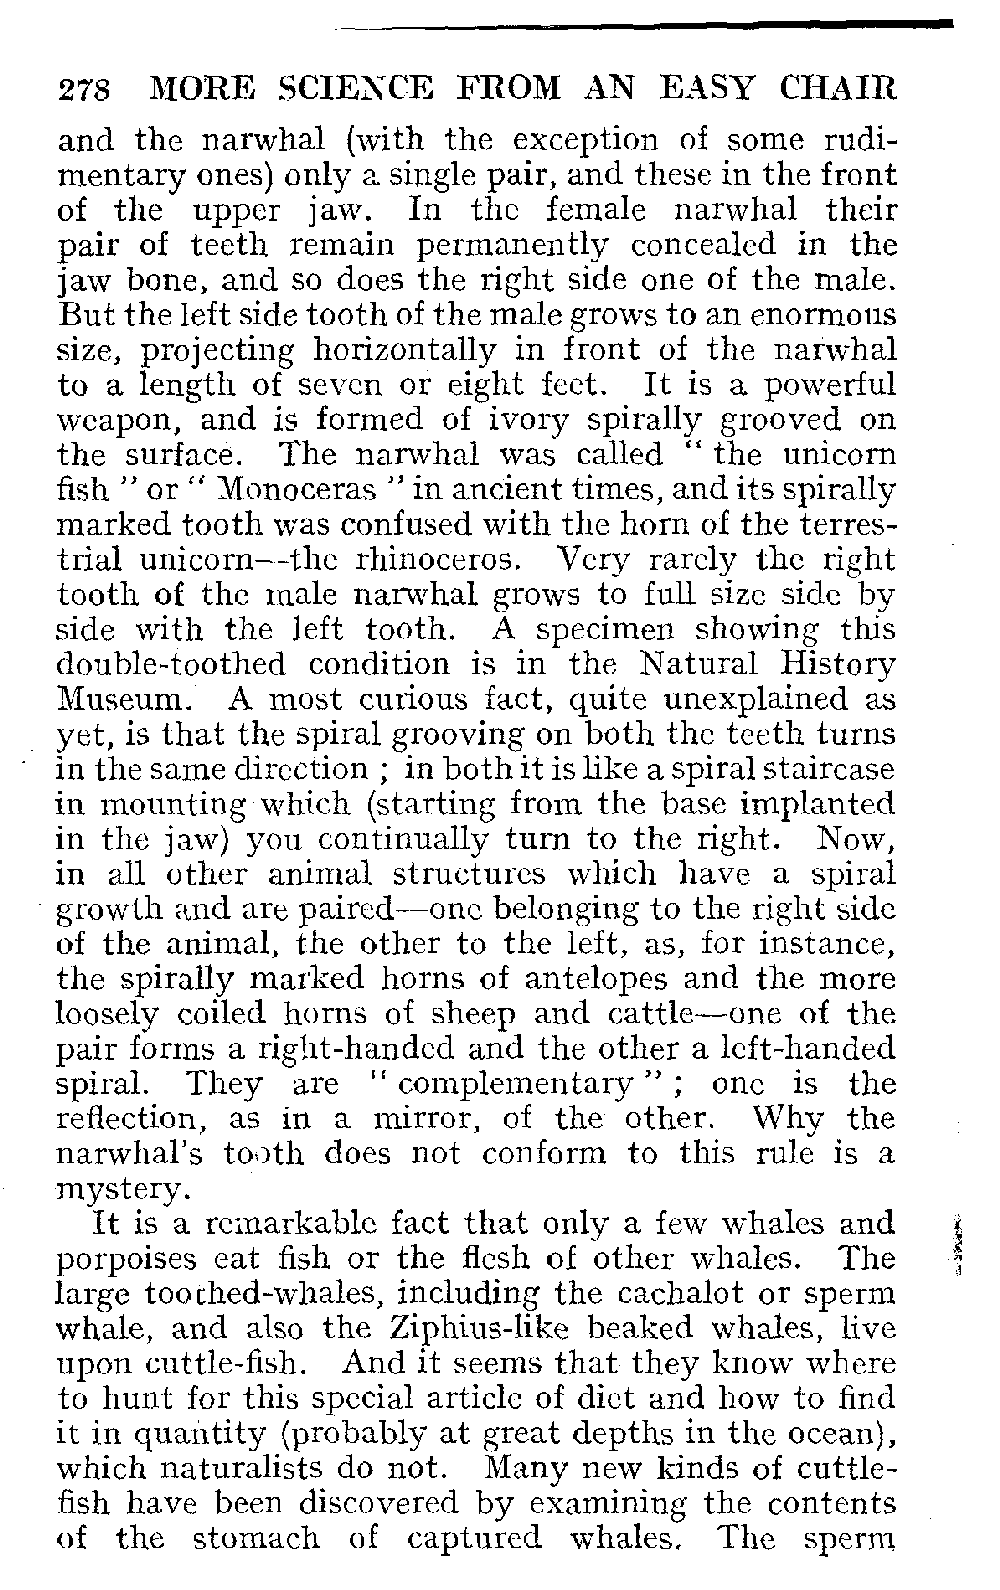 278 MORE SCIENCE FROM AN EASY CHAIR
and the narwhal (with the exception of some rudi-
mentary ones) only a single pair, and these in the front
of the upper jaw. In the female narwhal their
pair of teeth remain permanently concealed in the
jaw bone, and so does the right side one of the male.
But the left side tooth of the male grows to an enormous
size, projecting horizontally in front of the narwhal
to a length of seven or eight feet. It is a powerful
weapon, and is formed of ivory spirally grooved on
the surface. The narwhal was called “ the unicorn
fish ” or “ Monoceras ” in ancient times, and its spirally
marked tooth was confused with the horn of the terres-
trial unicorn—the rhinoceros. Very rarely the right
tooth of the male narwhal grows to full size side by
side with the left tooth. A specimen showing this
double-toothed condition is in the Natural History
Museum. A most curious fact, quite unexplained as
yet, is that the spiral grooving on both the teeth turns
in the same direction ; in both it is like a spiral staircase
in mounting which (starting from the base implanted
in the jaw) you continually turn to the right. Now,
in all other animal structures which have a spiral
growth and are paired—one belonging to the right side
of the animal, the other to the left, as, for instance,
the spirally marked horns of antelopes and the more
loosely coiled horns of sheep and cattle—one of the
pair forms a right-handed and the other a left-handed
spiral. They are “ complementary ” ; one is the
reflection, as in a mirror, of the other. Why the
narwhal’s tooth does not conform to this rule is a
mystery.
It is a remarkable fact that only a few whales and
porpoises eat fish or the flesh of other whales. The
large toothed-whales, including the cachalot or sperm
whale, and also the Ziphius-like beaked whales, live
upon cuttle-fish. And it seems that they know where
to hunt for this special article of diet and how to find
it in quantity (probably at great depths in the ocean),
which naturalists do not. Many new kinds of cuttle-
fish have been discovered by examining the contents
of the stomach of captured whales. The sperm